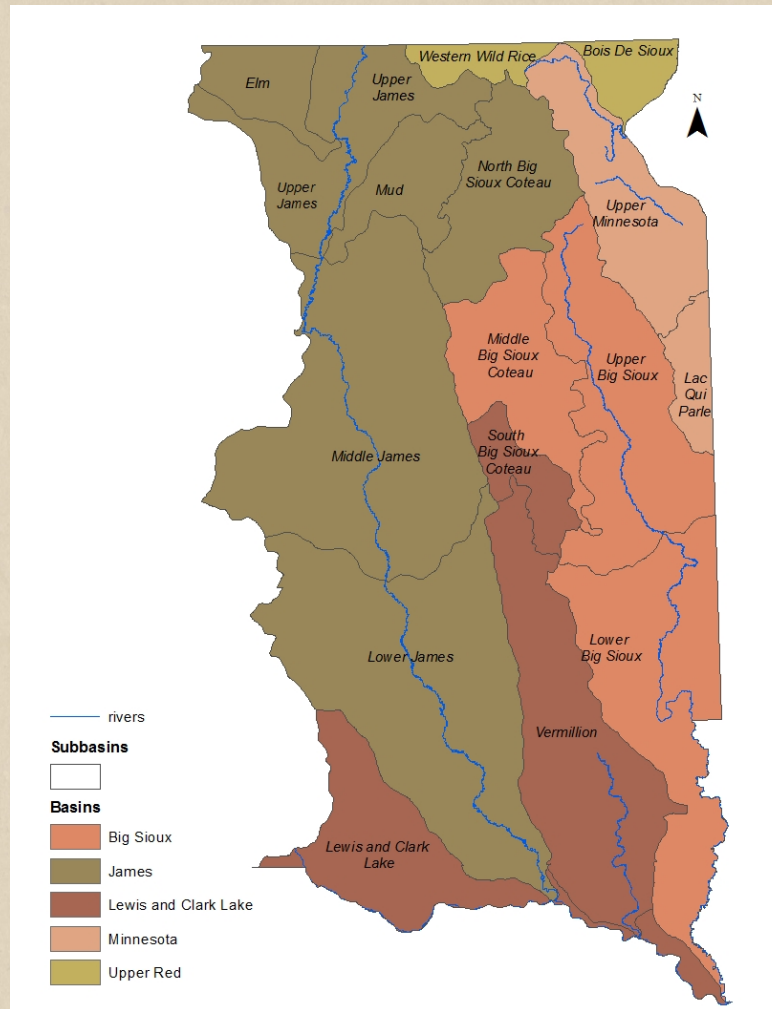 Western Wild Rice
Bois De Sioux
Elm
Upper
James
N
North Big
Sioux Coteau
Upper
James
Mud
Upper
Minnesota
Middle
Big Sioux
Coteau
Upper
Big Sioux
Lac
Qui
Parle
South
Big Sioux
Coteau
Middle James
Lower
Big Sioux
Lower James
Vermillion
Lewis and Clark
Lake
rivers
Subbasins
Basins
Big Sioux
James
Lewis and Clark Lake
Minnesota
Upper Red